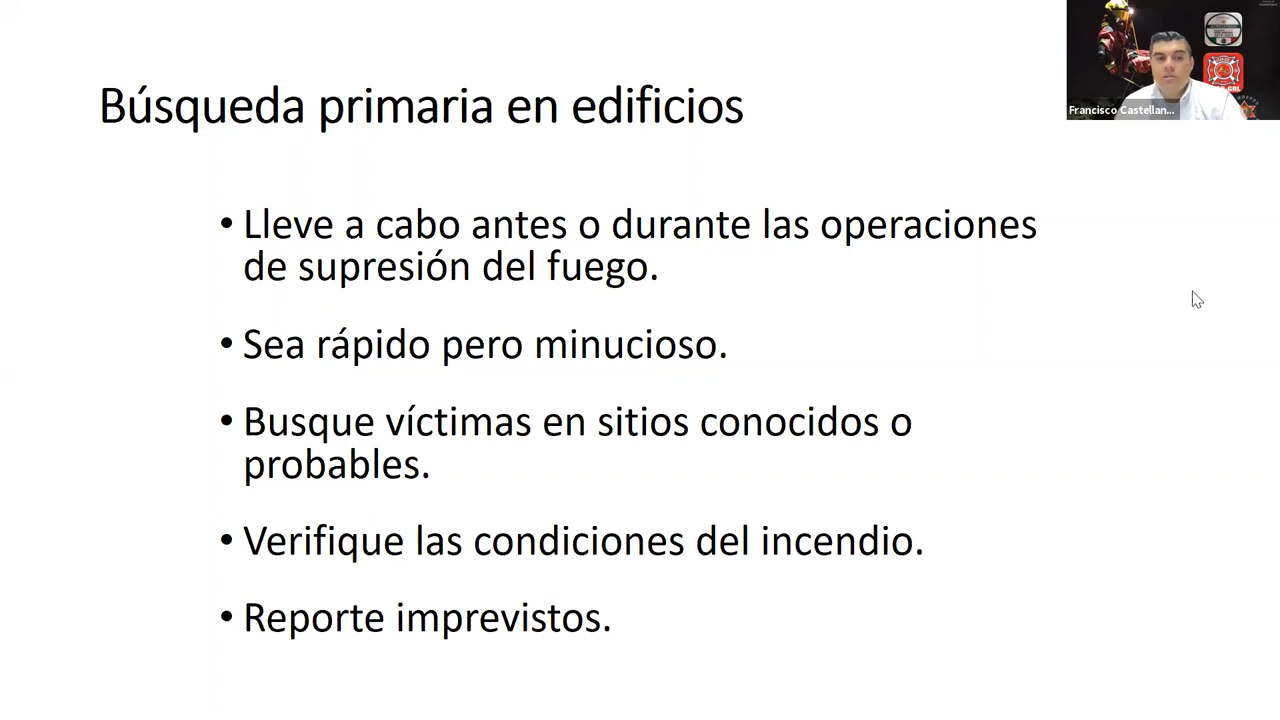 Búsqueda primaria en edificios
• Lleve a cabo antes o durante las operaciones
de supresión del fuego.
• Sea rápido pero minucioso.
• Busque víctimas en sitios conocidos o
probables.
• Verifique las condiciones del incendio.
• Reporte imprevistos.
Francisco Castellan...